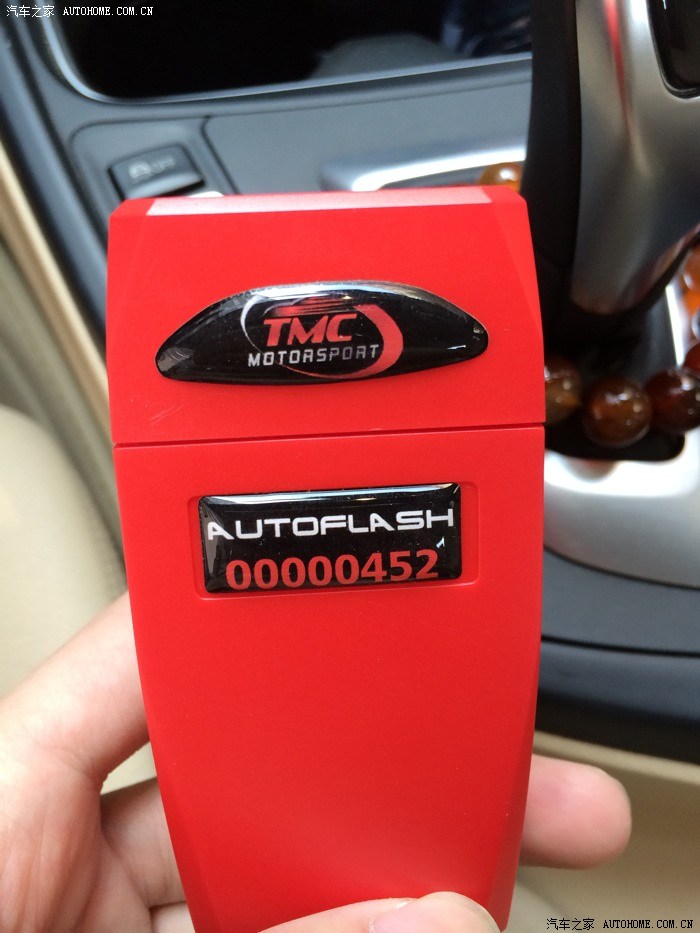 汽车之家 AUTOHOME.COM.CN
TMC
MOTORSPORT
AUTOFLASH
00000452
汽车之家 AUTOHOME.COM.CN